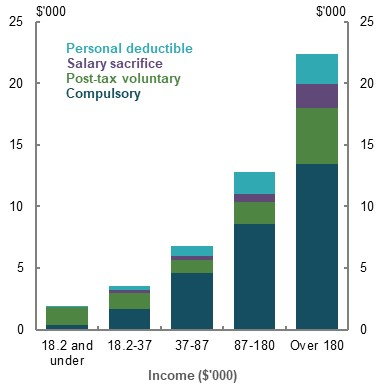 $'000 $'000
25 25
Personal deductible
Salary sacrifice
Post-tax voluntary
Compulsory
20 20
15 15
10 10
5 5
0 0
18.2 and under 18.2-37 37-87 87-180 Over 180
Income ($'000)